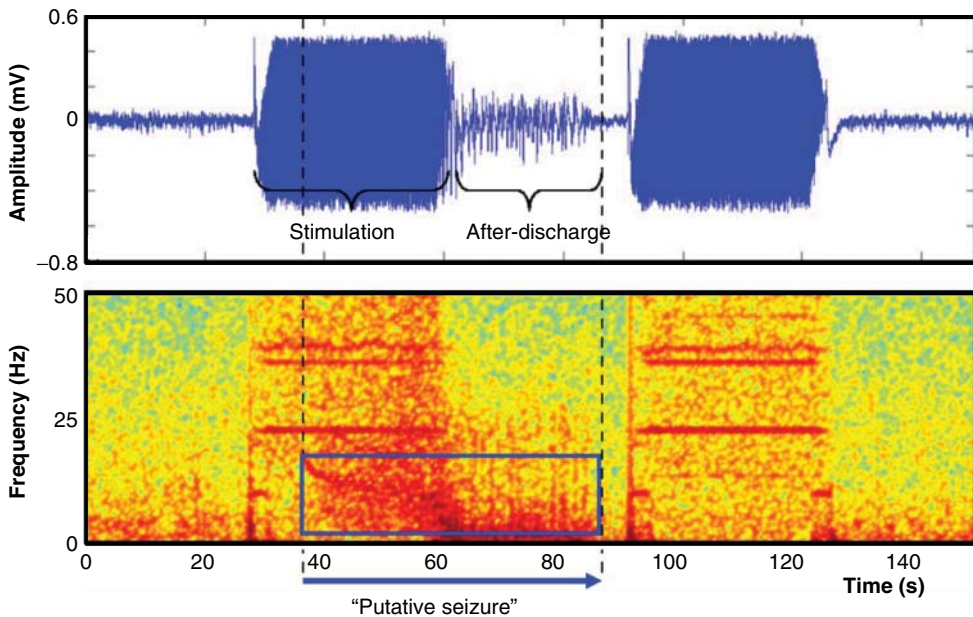 0.6
Amplitude (mV)
0
–0.8
Stimulation
After-discharge
50
Frequency (Hz)
25
0
0 20 40 60 80 100 120 140
Time (s)
“Putative seizure”